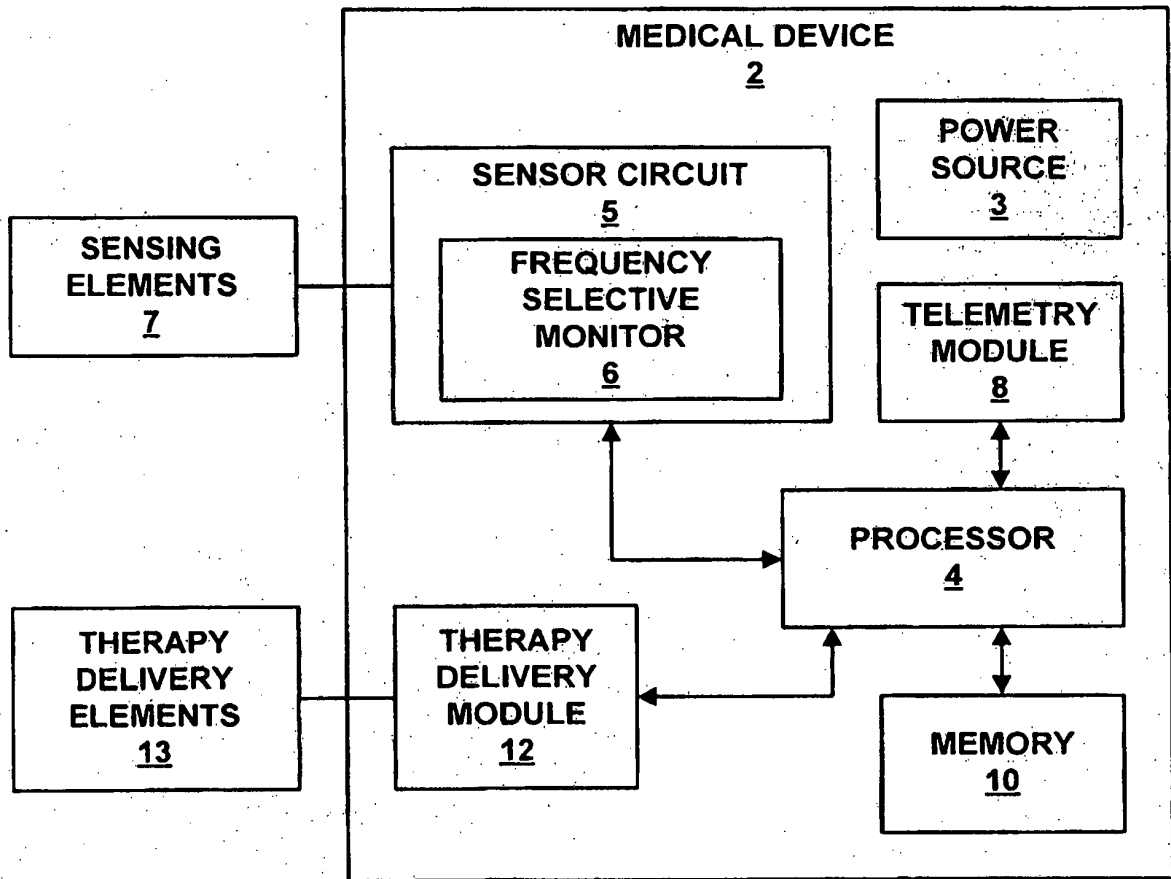 MEDICAL DEVICE
2
POWER
SOURCE
3
SENSOR CIRCUIT
5
FREQUENCY
SELECTIVE
MONITOR
6
SENSING
ELEMENTS
7
TELEMETRY
MODULE
8
PROCESSOR
4
THERAPY
DELIVERY
ELEMENTS
13
THERAPY
DELIVERY
MODULE
12
MEMORY
10